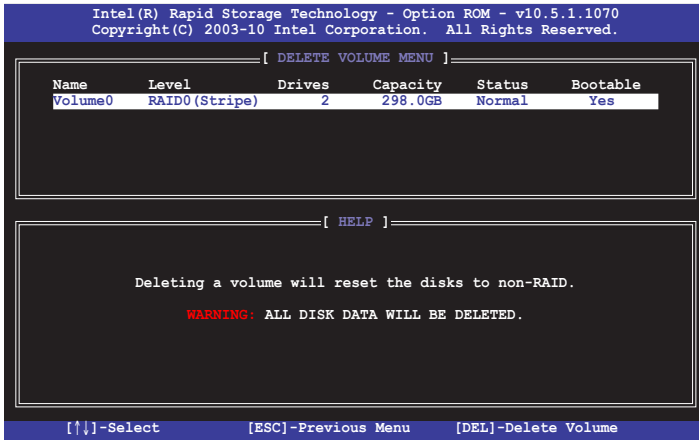 Intel(R) Rapid Storage Technology - Option ROM - v10.5.1.1070
Copyright(C) 2003-10 Intel Corporation. All Rights Reserved.
[ DELETE VOLUME MENU ]
Name Level Drives Capacity Status Bootable
Volume0 RAID0(Stripe) 2 298.0GB Normal Yes
[ HELP ]
Deleting a volume will reset the disks to non-RAID.
WARNING: ALL DISK DATA WILL BE DELETED.
[↑↓]-Select [ESC]-Previous Menu [DEL]-Delete Volume